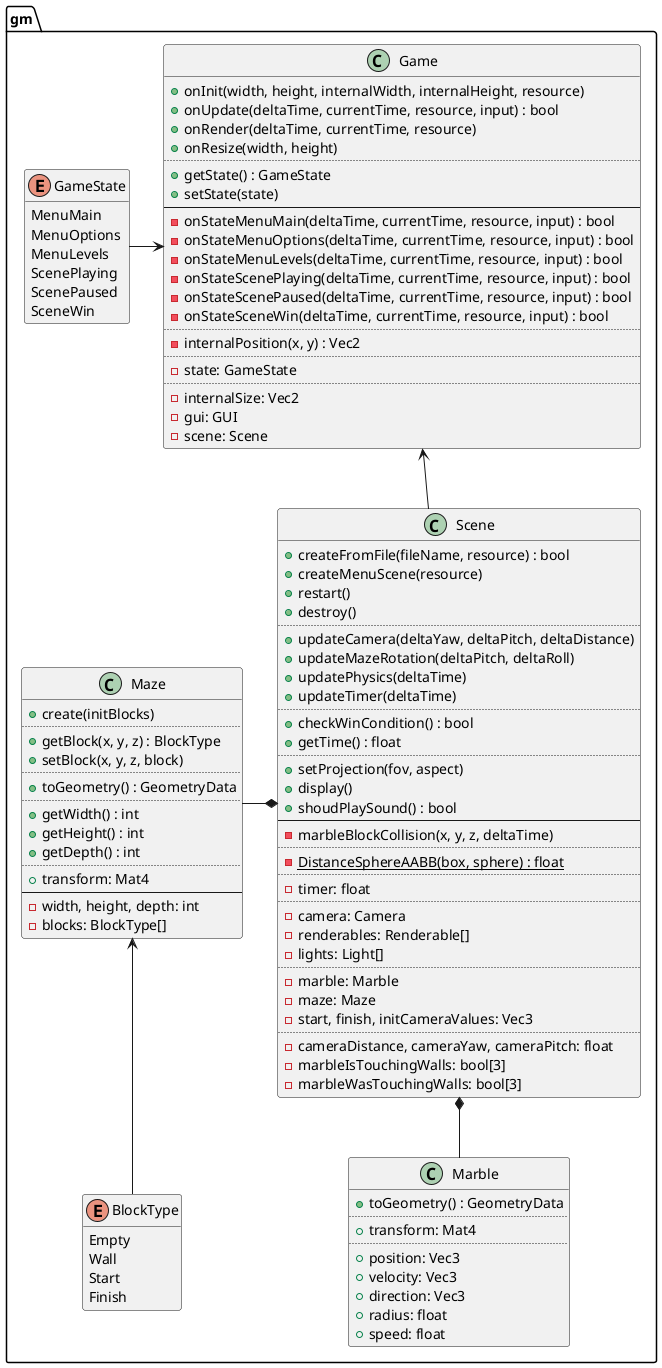 gm
C Game
onInit(width, height, internalWidth, internalHeight, resource)
onUpdate(deltaTime, currentTime, resource, input) : bool
onRender(deltaTime, currentTime, resource)
onResize(width, height)
getState() : GameState
setState(state)
onStateMenuMain(deltaTime, currentTime, resource, input) : bool
onStateMenuOptions(deltaTime, currentTime, resource, input) : bool
onStateMenuLevels(deltaTime, currentTime, resource, input) : bool
onStateScenePlaying(deltaTime, currentTime, resource, input) : bool
onStateScenePaused(deltaTime, currentTime, resource, input) : bool
onStateSceneWin(deltaTime, currentTime, resource, input) : bool
internalPosition(x, y) : Vec2
state: GameState
internalSize: Vec2
gui: GUI
scene: Scene
E GameState
MenuMain
MenuOptions
MenuLevels
ScenePlaying
ScenePaused
SceneWin
C Scene
createFromFile(fileName, resource) : bool
createMenuScene(resource)
restart()
destroy()
updateCamera(deltaYaw, deltaPitch, deltaDistance)
updateMazeRotation(deltaPitch, deltaRoll)
updatePhysics(deltaTime)
updateTimer(deltaTime)
checkWinCondition() : bool
getTime() : float
setProjection(fov, aspect)
display()
shoudPlaySound() : bool
marbleBlockCollision(x, y, z, deltaTime)
DistanceSphereAABB(box, sphere) : float
timer: float
camera: Camera
renderables: Renderable[]
lights: Light[]
marble: Marble
maze: Maze
start, finish, initCameraValues: Vec3
cameraDistance, cameraYaw, cameraPitch: float
marbleIsTouchingWalls: bool[3]
marbleWasTouchingWalls: bool[3]
C Maze
create(initBlocks)
getBlock(x, y, z) : BlockType
setBlock(x, y, z, block)
toGeometry() : GeometryData
getWidth() : int
getHeight() : int
getDepth() : int
transform: Mat4
width, height, depth: int
blocks: BlockType[]
E BlockType
Empty
Wall
Start
Finish
C Marble
toGeometry() : GeometryData
transform: Mat4
position: Vec3
velocity: Vec3
direction: Vec3
radius: float
speed: float